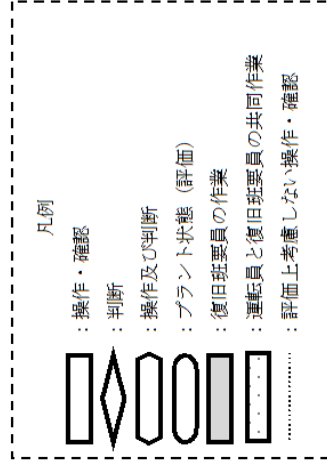 凡例
：操作・確認
：判断
：操作及び判断
：プラント状態（評価）
：復旧班要員の作業
：運転員と復旧班要員の共同作業
：評価上考慮しない操作・確認